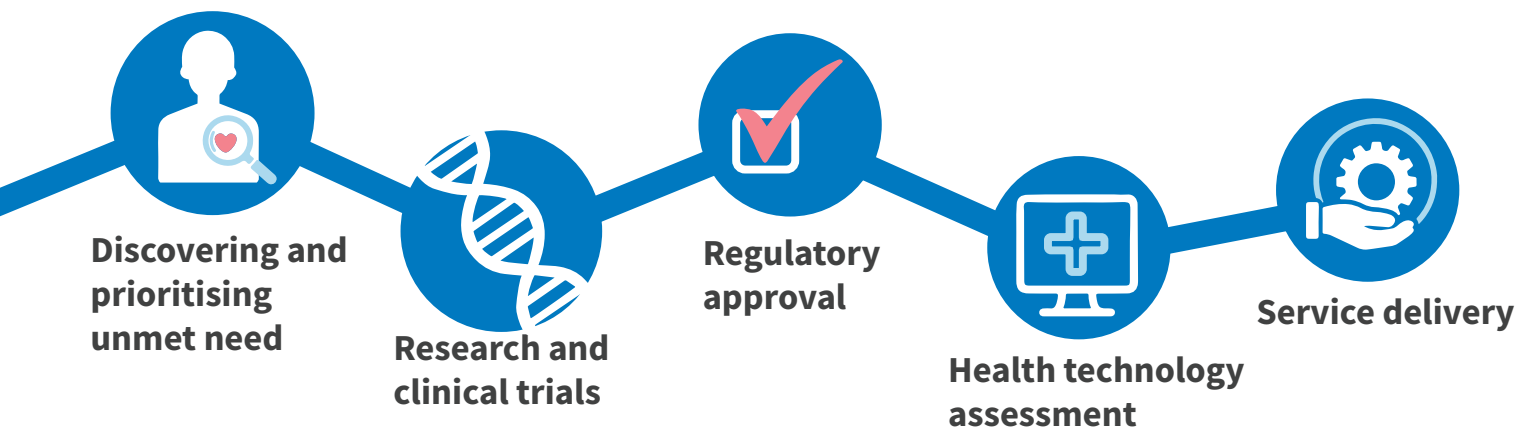 Discovering and
prioritising
unmet need
Research and
clinical trials
Regulatory
approval
Health technology
assessment
Service delivery